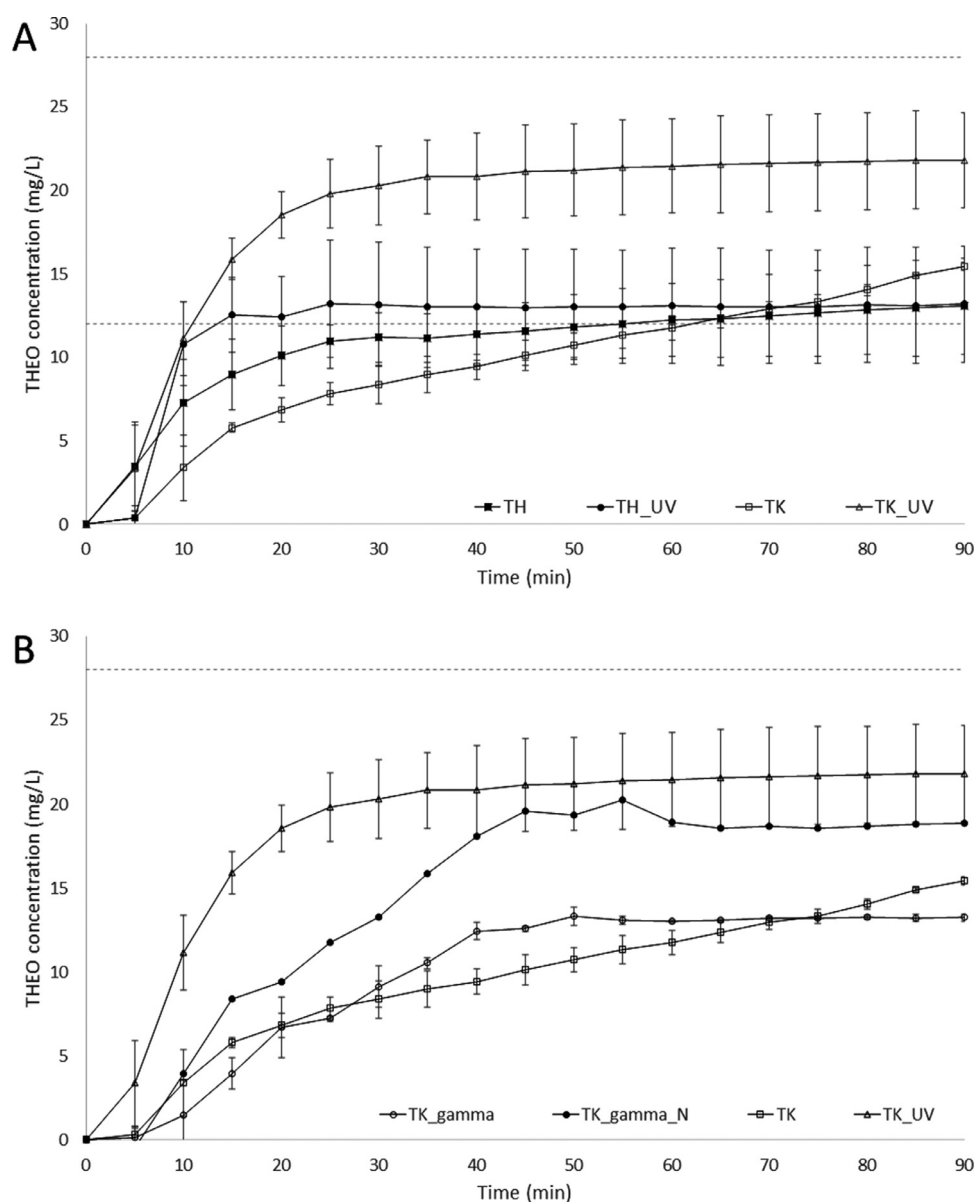 A
30
25
20
15
10
5
0
THEO concentration (mg/L)
TH TH_UV TK TK_UV
0 10 20 30 40 50 60 70 80 90
Time (min)
B
30
25
20
15
10
5
0
THEO concentration (mg/L)
TK_gamma TK_gamma_N TK TK_UV
0 10 20 30 40 50 60 70 80 90
Time (min)